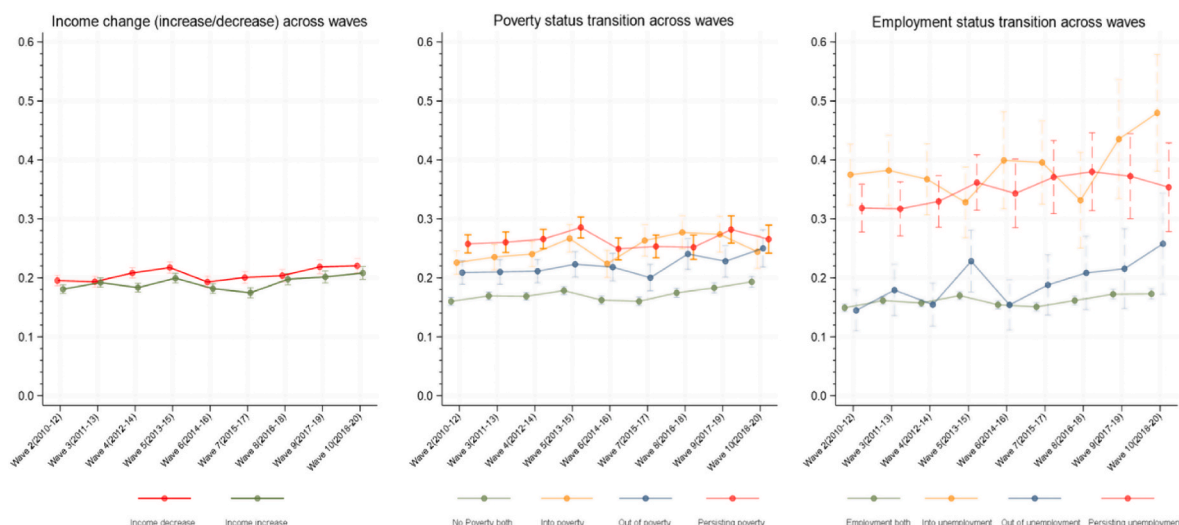 Income change (increase/decrease) across waves
0.6
0.5
0.4
0.3
0.2
0.1
0.0
Wave 2(2010-12)
Wave 3(2011-13)
Wave 4(2012-14)
Wave 5(2013-15)
Wave 6(2014-16)
Wave 7(2015-17)
Wave 8(2016-18)
Wave 9(2017-19)
Wave 10(2018-20)
Income decrease
Income increase
Poverty status transition across waves
0.6
0.5
0.4
0.3
0.2
0.1
0.0
Wave 2(2010-12)
Wave 3(2011-13)
Wave 4(2012-14)
Wave 5(2013-15)
Wave 6(2014-16)
Wave 7(2015-17)
Wave 8(2016-18)
Wave 9(2017-19)
Wave 10(2018-20)
No Poverty both
Into poverty
Out of poverty
Persisting poverty
Employment status transition across waves
0.6
0.5
0.4
0.3
0.2
0.1
0.0
Wave 2(2010-12)
Wave 3(2011-13)
Wave 4(2012-14)
Wave 5(2013-15)
Wave 6(2014-16)
Wave 7(2015-17)
Wave 8(2016-18)
Wave 9(2017-19)
Wave 10(2018-20)
Employment both
Into unemployment
Out of unemployment
Persisting unemployment